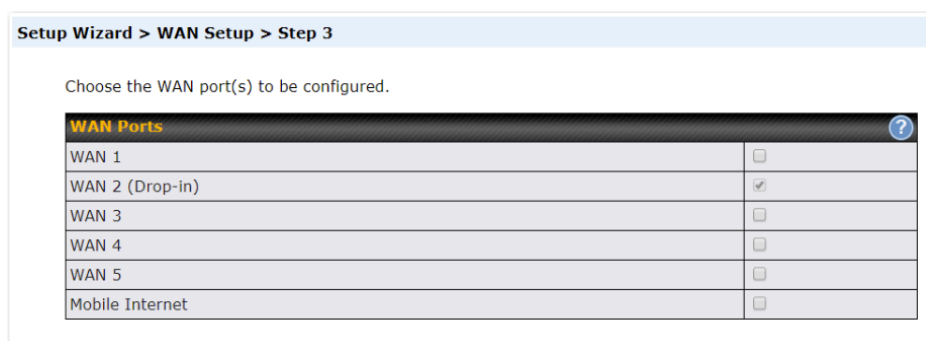 Setup Wizard > WAN Setup > Step 3
Choose the WAN port(s) to be configured.
WAN Ports
?
WAN 1
WAN 2 (Drop-in)
WAN 3
WAN 4
WAN 5
Mobile Internet